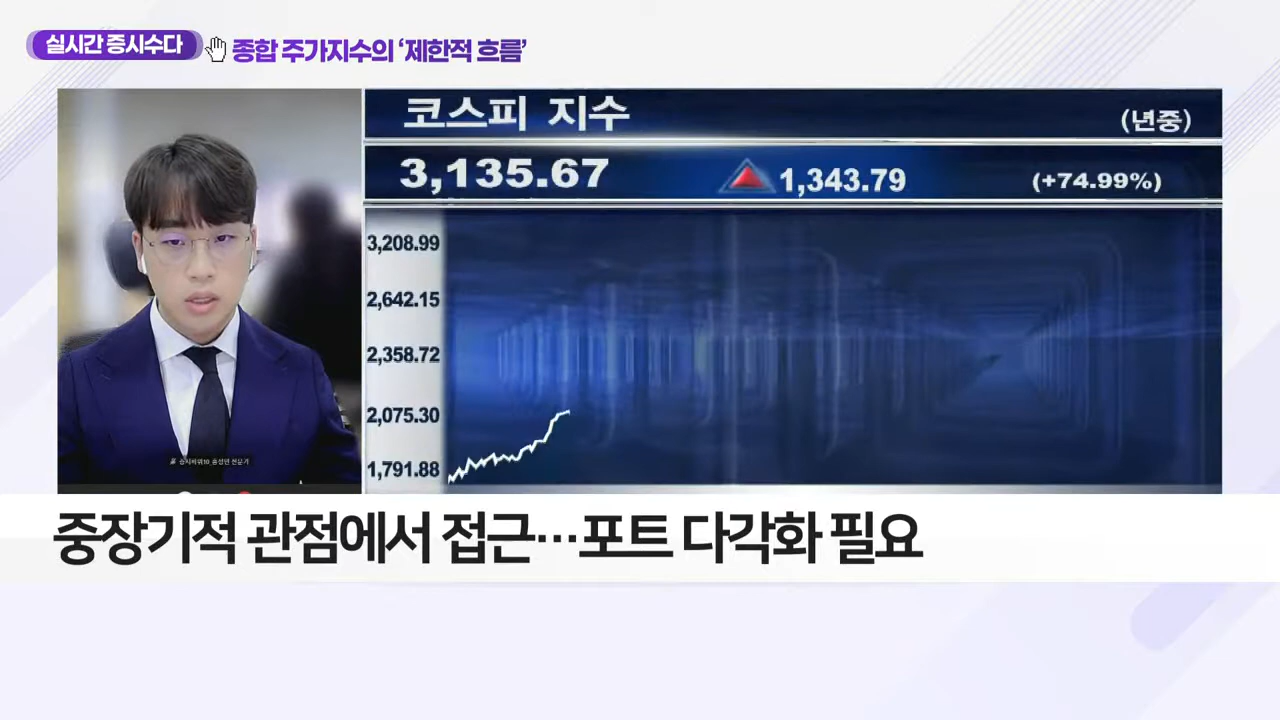 실시간 증시수다
종합 주가지수의 ‘제한적 흐름’
코스피 지수
(년중)
3,135.67
1,343.79
(+74.99%)
3,208.99
2,642.15
2,358.72
2,075.30
1,791.88
중장기적 관점에서 접근…포트 다각화 필요